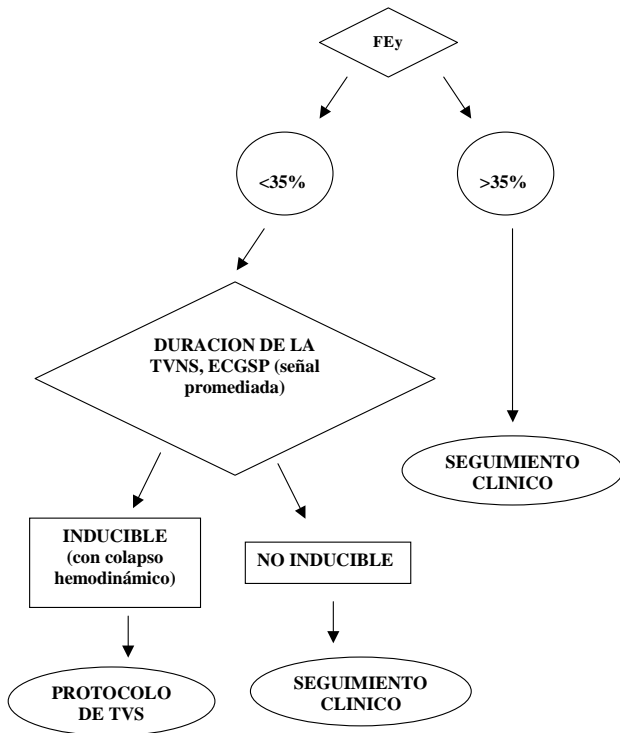 FEy
<35%
>35%
DURACION DE LA
TVNS, ECGSP (señal
promediada)
SEGUIMIENTO
CLINICO
INDUCIBLE
(con colapso
hemodinámico)
NO INDUCIBLE
PROTOCOLO
DE TVS
SEGUIMIENTO
CLINICO